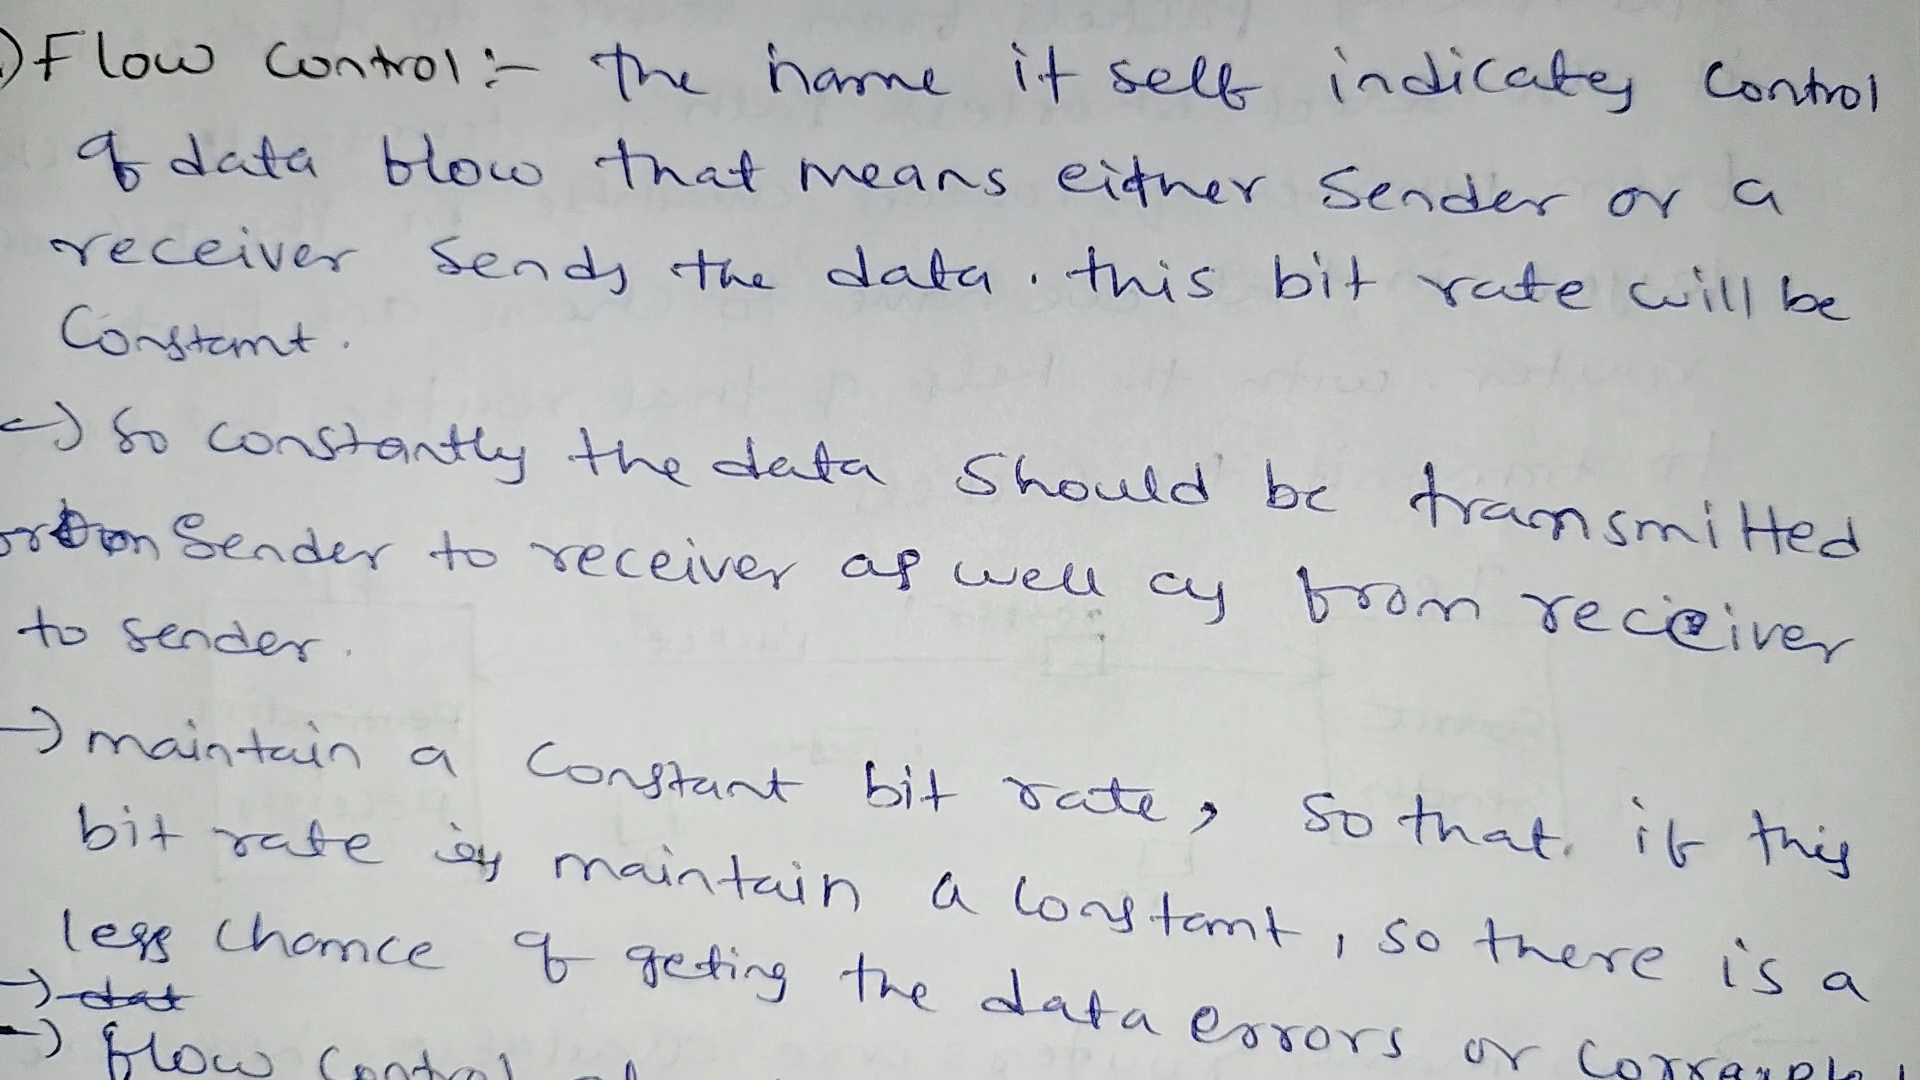 ) Flow control :- the name it self indicates control
of data flow that means either sender or a
receiver sends the data. this bit rate will be
Constant.
-> so constantly the data should be transmitted
Sender to receiver as well as from receiver
to sender.
-> maintain a constant bit rate, so that. if this
bit rate is maintain a constant, so there is a
less chance of geting the data errors or
-> dat
-> flow control